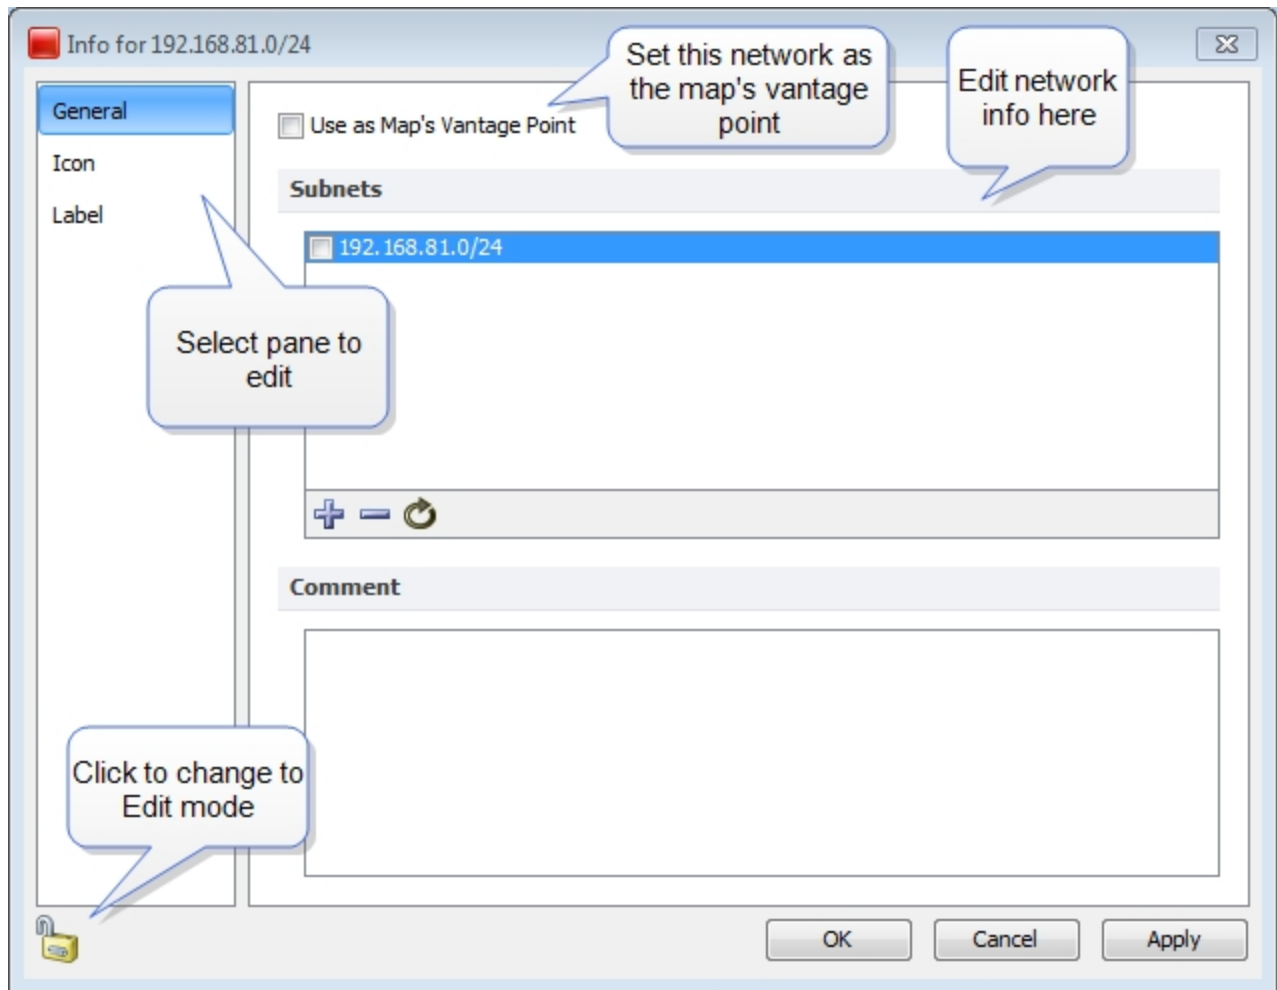 Info for 192.168.81.0/24
Set this network as
the map's vantage
point
Edit network
info here
General
Icon
Label
Use as Map's Vantage Point
Subnets
192.168.81.0/24
Select pane to
edit
Comment
Click to change to
Edit mode
OK
Cancel
Apply